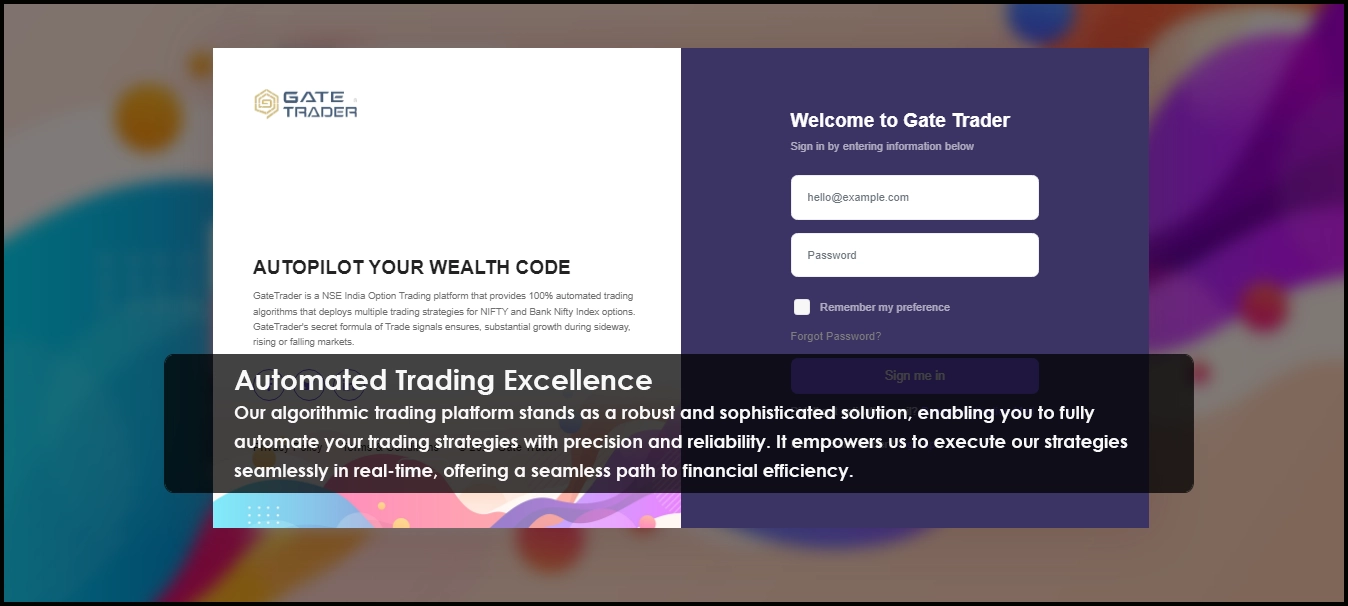 GATE
TRADER
AUTOPILOT YOUR WEALTH CODE
GateTrader is a NSE India Option Trading platform that provides 100% automated trading
algorithms that deploys multiple trading strategies for NIFTY and Bank Nifty Index options.
GateTrader's secret formula of Trade signals ensures, substantial growth during sideway,
rising or falling markets.
Welcome to Gate Trader
Sign in by entering information below
hello@example.com
Password
Remember my preference
Forgot Password?
Sign me in
Automated Trading Excellence
Our algorithmic trading platform stands as a robust and sophisticated solution, enabling you to fully
automate your trading strategies with precision and reliability. It empowers us to execute our strategies
seamlessly in real-time, offering a seamless path to financial efficiency.